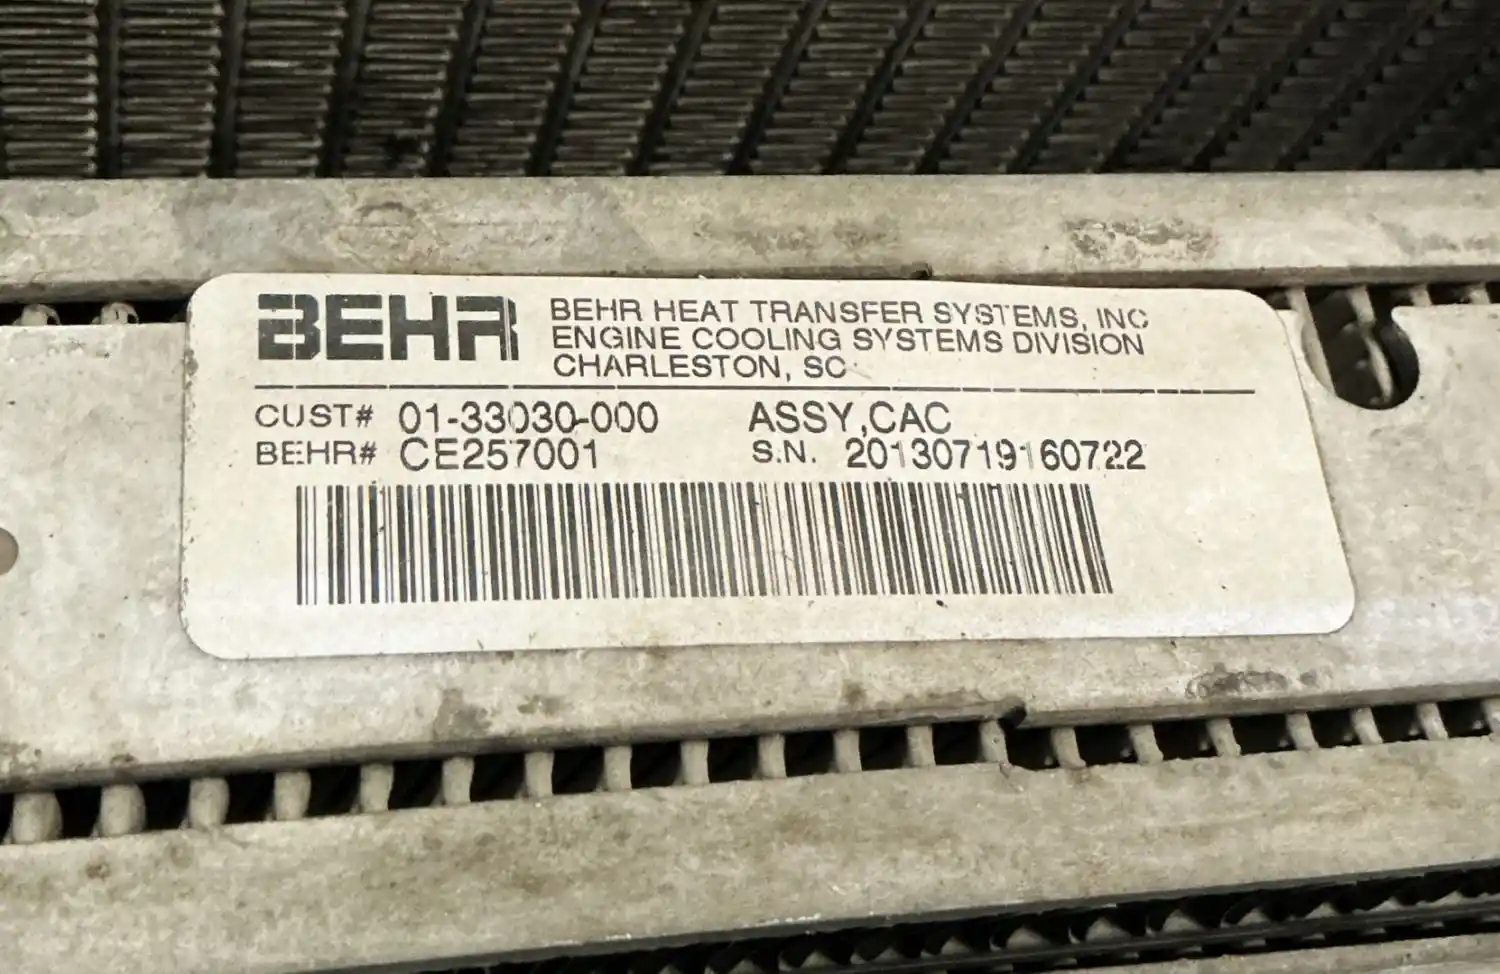 BEHR
BEHR HEAT TRANSFER SYSTEMS, INC
ENGINE COOLING SYSTEMS DIVISION
CHARLESTON, SC
CUST# 01-33030-000 ASSY,CAC
BEHR# CE257001 S.N. 20130719160722